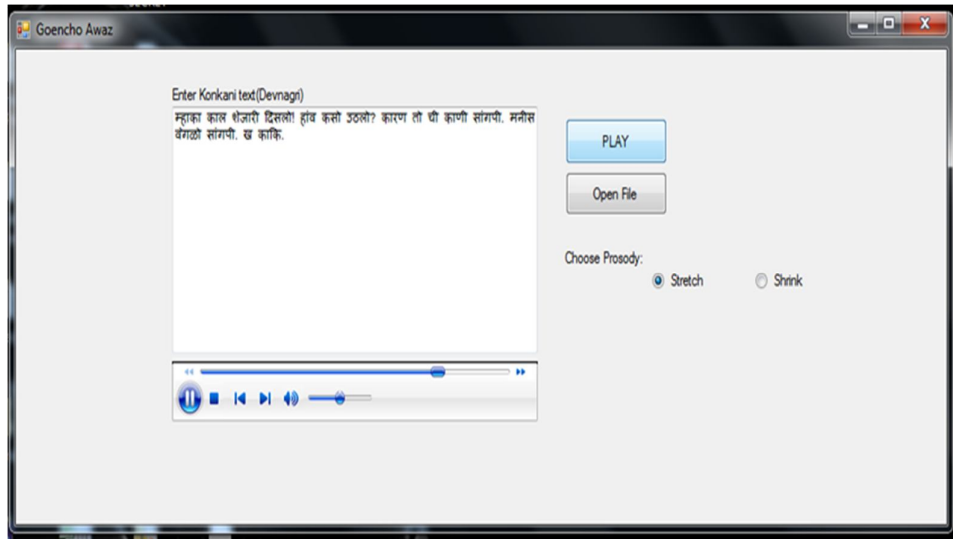 Goencho Awaz
Enter Konkani text(Devnagri)
म्हाका काल शेजारी दिसलो! हांव कसो उठलो? कारण तो ची काणी सांगपी. मनीस
वेगळो सांगपी. ख काकि.
PLAY
Open File
Choose Prosody:
Stretch Shrink